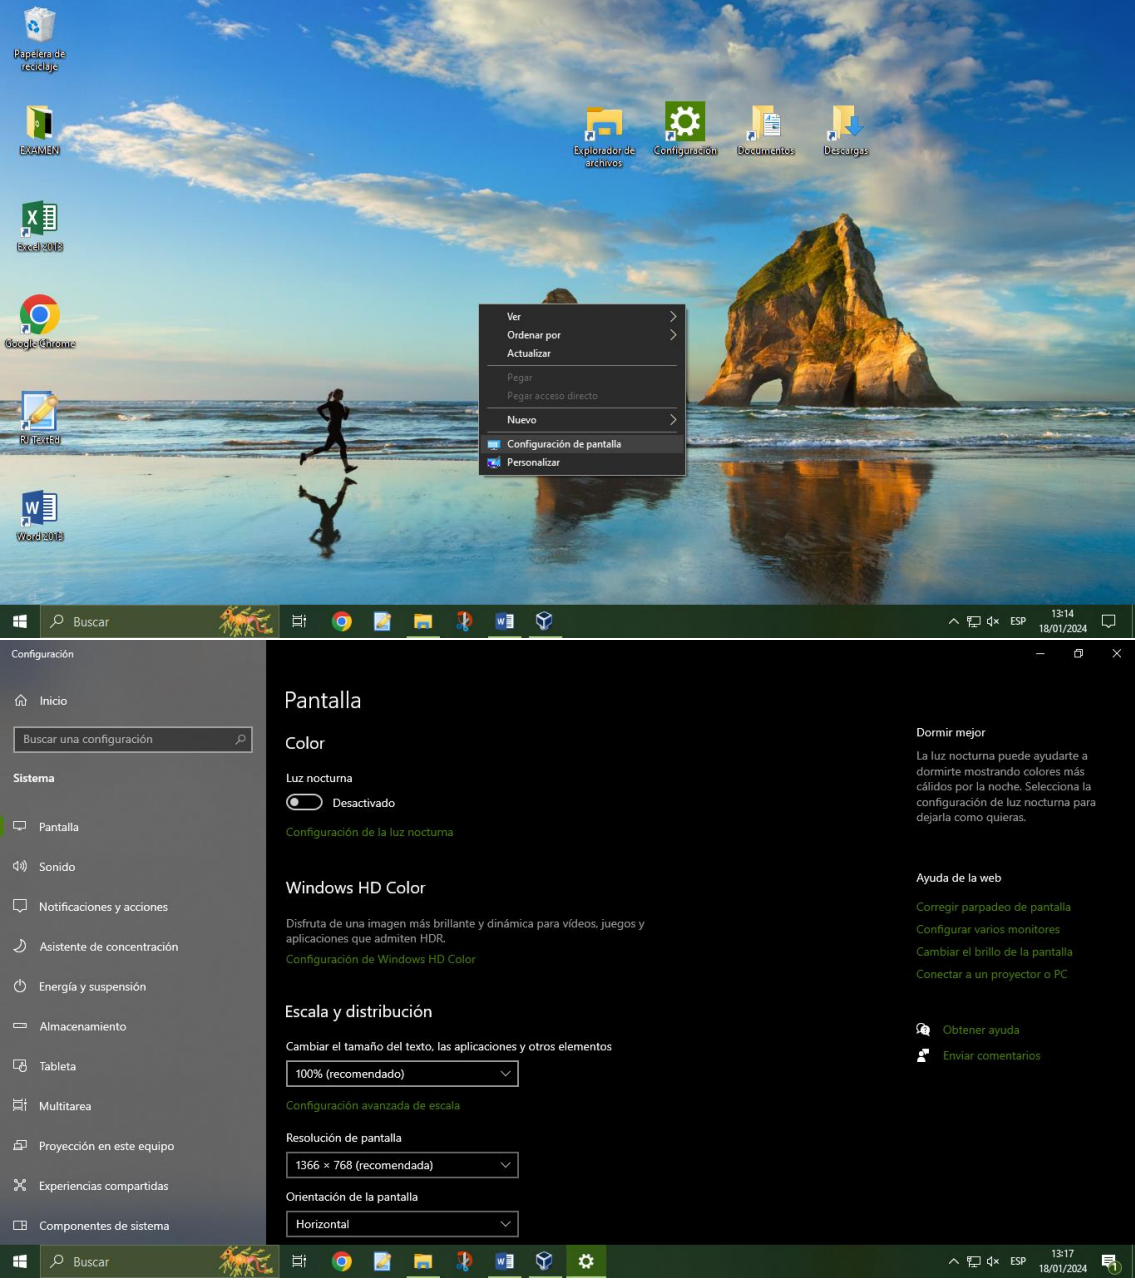 Papelera de
reciclaje
EXAMEN
Explorador de
archivos
Configuración
Documentos
Descargas
Excel 2013
Google Chrome
RJ TextEd
Word 2013
Ver
Ordenar por
Actualizar
Pegar
Pegar acceso directo
Nuevo
Configuración de pantalla
Personalizar
Buscar
ESP
13:14
18/01/2024
Configuración
Inicio
Buscar una configuración
Sistema
Pantalla
Sonido
Notificaciones y acciones
Asistente de concentración
Energía y suspensión
Almacenamiento
Tableta
Multitarea
Proyección en este equipo
Experiencias compartidas
Componentes de sistema
Pantalla
Color
Luz nocturna
Desactivado
Configuración de la luz nocturna
Windows HD Color
Disfruta de una imagen más brillante y dinámica para vídeos, juegos y
aplicaciones que admiten HDR.
Configuración de Windows HD Color
Escala y distribución
Cambiar el tamaño del texto, las aplicaciones y otros elementos
100% (recomendado)
Configuración avanzada de escala
Resolución de pantalla
1366 × 768 (recomendada)
Orientación de la pantalla
Horizontal
Dormir mejor
La luz nocturna puede ayudarte a
dormirte mostrando colores más
cálidos por la noche. Selecciona la
configuración de luz nocturna para
dejarla como quieras.
Ayuda de la web
Corregir parpadeo de pantalla
Configurar varios monitores
Cambiar el brillo de la pantalla
Conectar a un proyector o PC
Obtener ayuda
Enviar comentarios
Buscar
ESP
13:17
18/01/2024
1